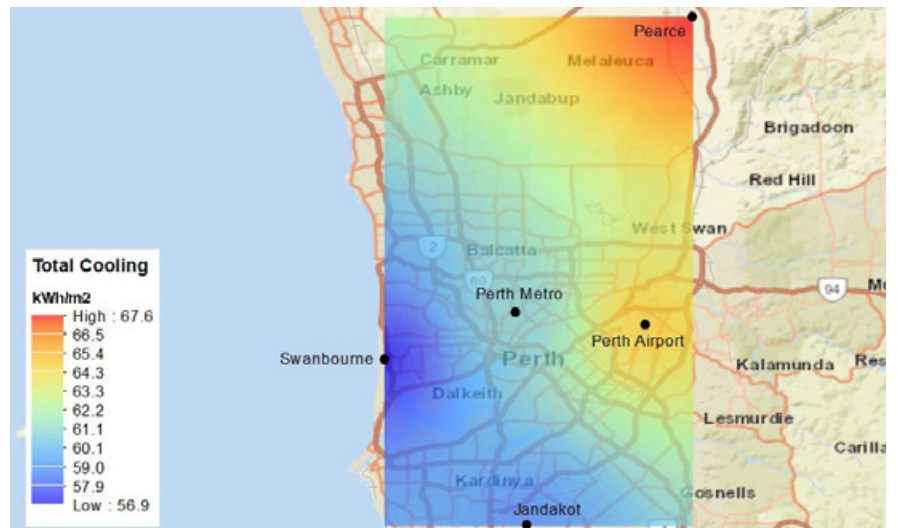 Pearce
Carramar
Melaleuca
Ashby
Jandabup
Brigadoon
Red Hill
West Swan
2
Balcatta
Total Cooling
kWh/m2
High : 67.6
66.5
65.4
64.3
63.3
62.2
61.1
60.1
59.0
57.9
Low : 56.9
60
94
Perth Metro
Perth Airport
Swanbourne
Perth
Kalamunda
Dalkeith
Lesmurdie
Kardinya
Gosnells
Jandakot